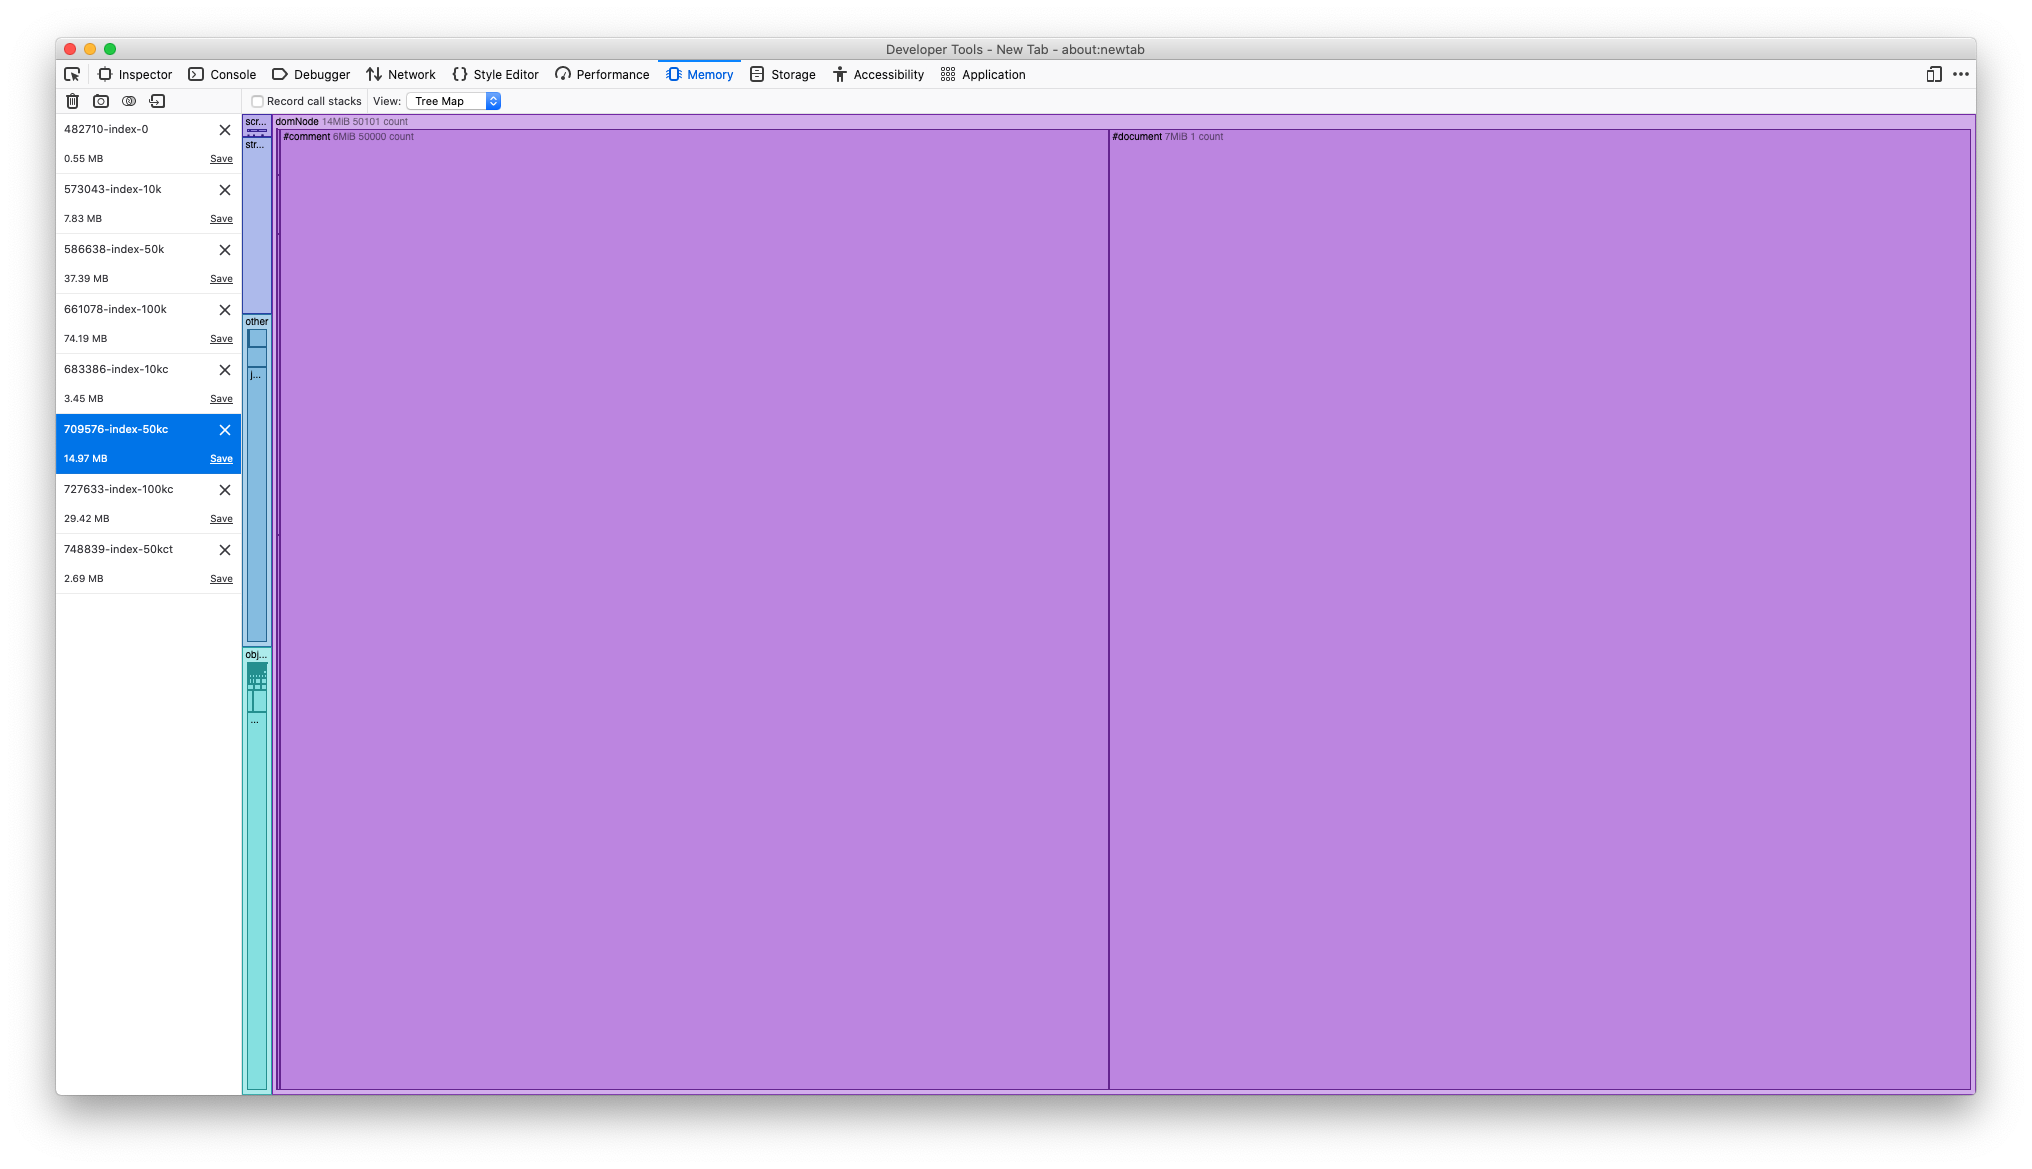 Developer Tools - New Tab - about:newtab
Inspector Console Debugger Network Style Editor Performance Memory Storage Accessibility Application
Record call stacks View: Tree Map
482710-index-0
0.55 MB Save
573043-index-10k
7.83 MB Save
586638-index-50k
37.39 MB Save
661078-index-100k
74.19 MB Save
683386-index-10kc
3.45 MB Save
709576-index-50kc
14.97 MB Save
727633-index-100kc
29.42 MB Save
748839-index-50kct
2.69 MB Save
scr...
str...
other
j...
obj...
...
domNode 14MiB 50101 count
#comment 6MiB 50000 count
#document 7MiB 1 count